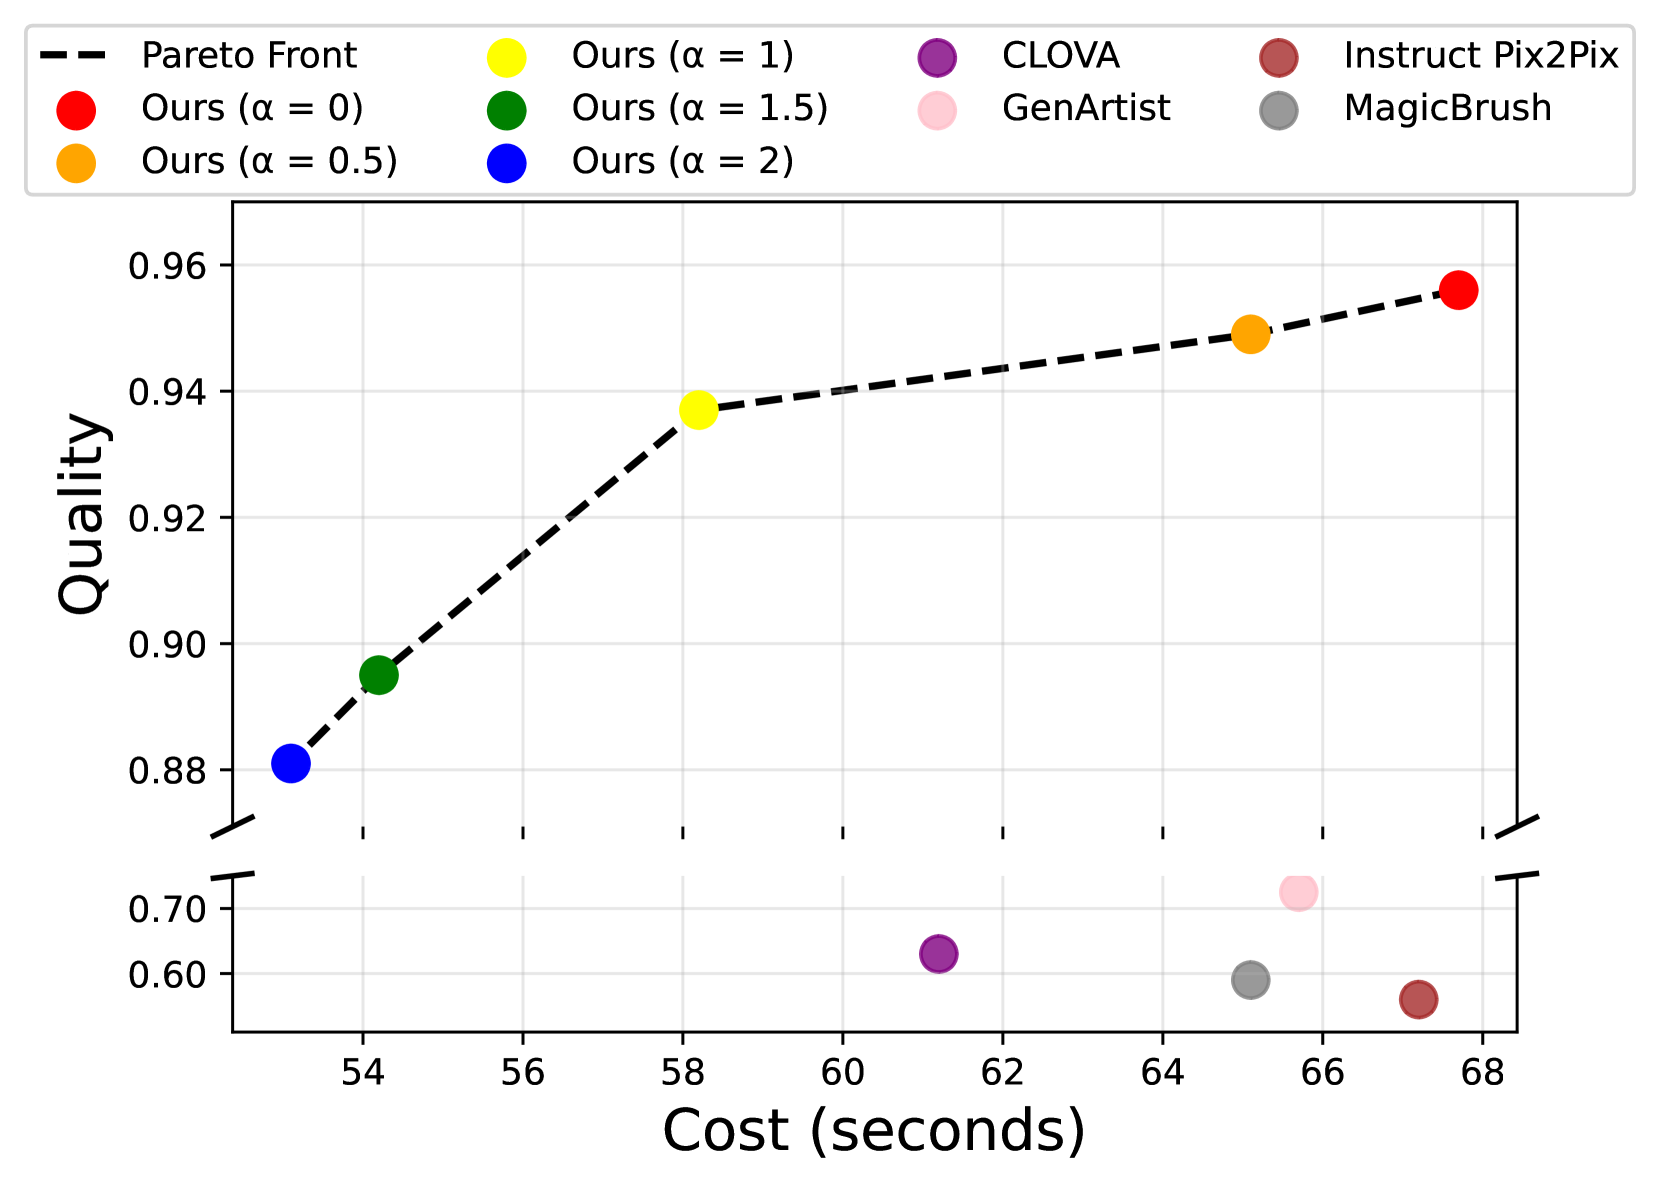 Pareto Front
Ours (α = 0)
Ours (α = 0.5)
Ours (α = 1)
Ours (α = 1.5)
Ours (α = 2)
CLOVA
GenArtist
Instruct Pix2Pix
MagicBrush
Quality
0.96
0.94
0.92
0.90
0.88
0.70
0.60
54 56 58 60 62 64 66 68
Cost (seconds)